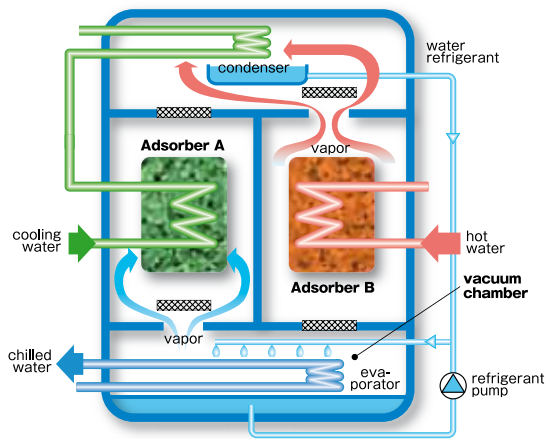 condenser
water
refrigerant
Adsorber A
vapor
cooling
water
hot
water
Adsorber B
vacuum
chamber
vapor
chilled
water
eva-
porator
refrigerant
pump